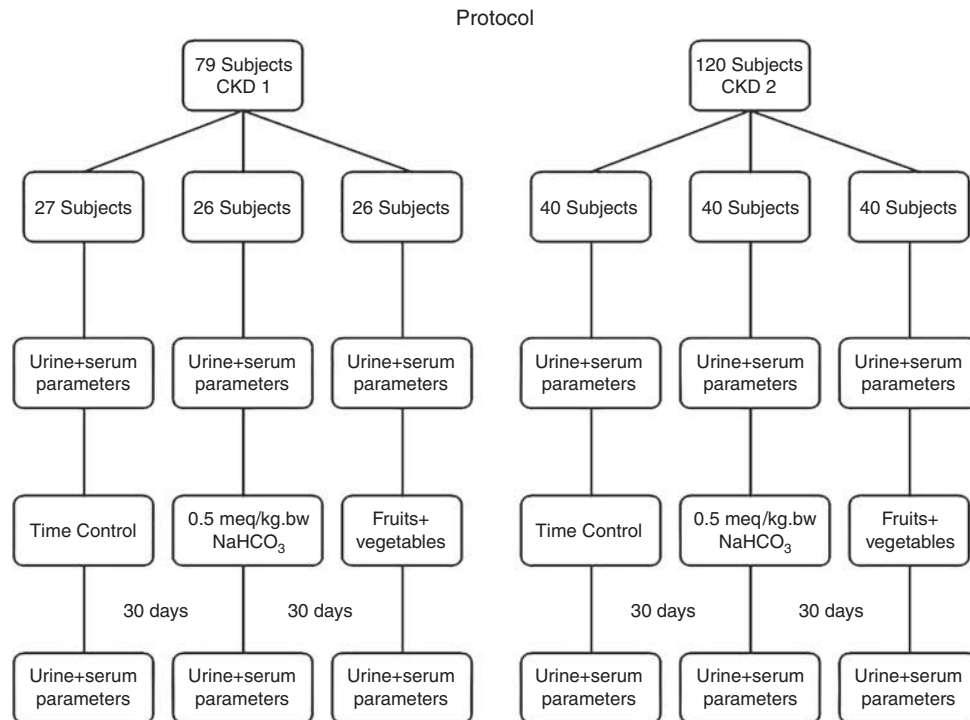 Protocol
79 Subjects
CKD 1
120 Subjects
CKD 2
27 Subjects
26 Subjects
26 Subjects
40 Subjects
40 Subjects
40 Subjects
Urine+serum
parameters
Urine+serum
parameters
Urine+serum
parameters
Urine+serum
parameters
Urine+serum
parameters
Urine+serum
parameters
Time Control
0.5 meq/kg.bw
NaHCO₃
Fruits+
vegetables
Time Control
0.5 meq/kg.bw
NaHCO₃
Fruits+
vegetables
30 days
30 days
30 days
30 days
Urine+serum
parameters
Urine+serum
parameters
Urine+serum
parameters
Urine+serum
parameters
Urine+serum
parameters
Urine+serum
parameters